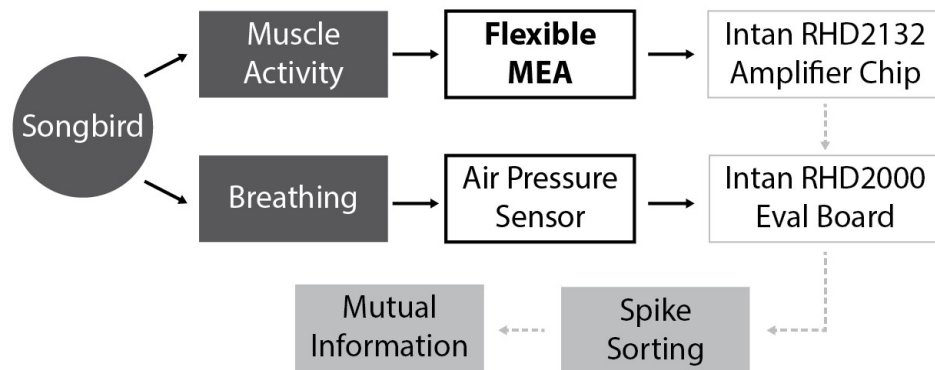 Songbird
Muscle
Activity
Flexible
MEA
Intan RHD2132
Amplifier Chip
Breathing
Air Pressure
Sensor
Intan RHD2000
Eval Board
Mutual
Information
Spike
Sorting